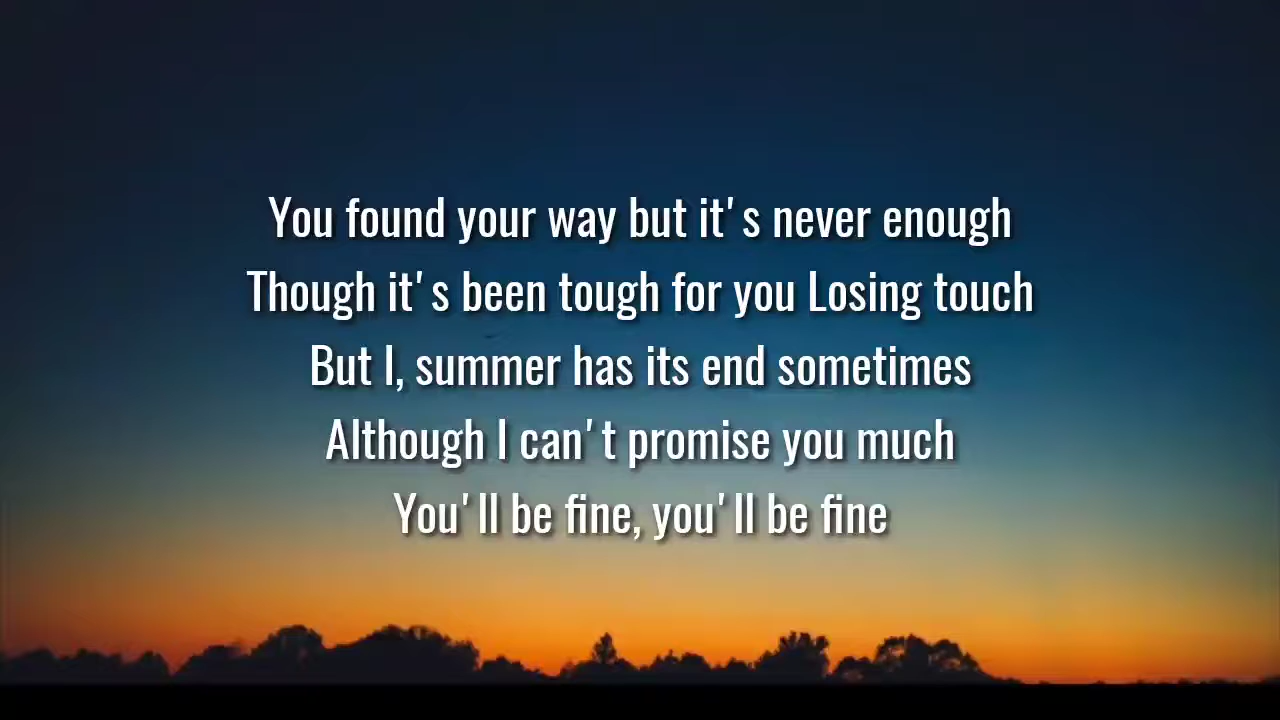 You found your way but it's never enough
Though it's been tough for you Losing touch
But I, summer has its end sometimes
Although I can't promise you much
You'll be fine, you'll be fine